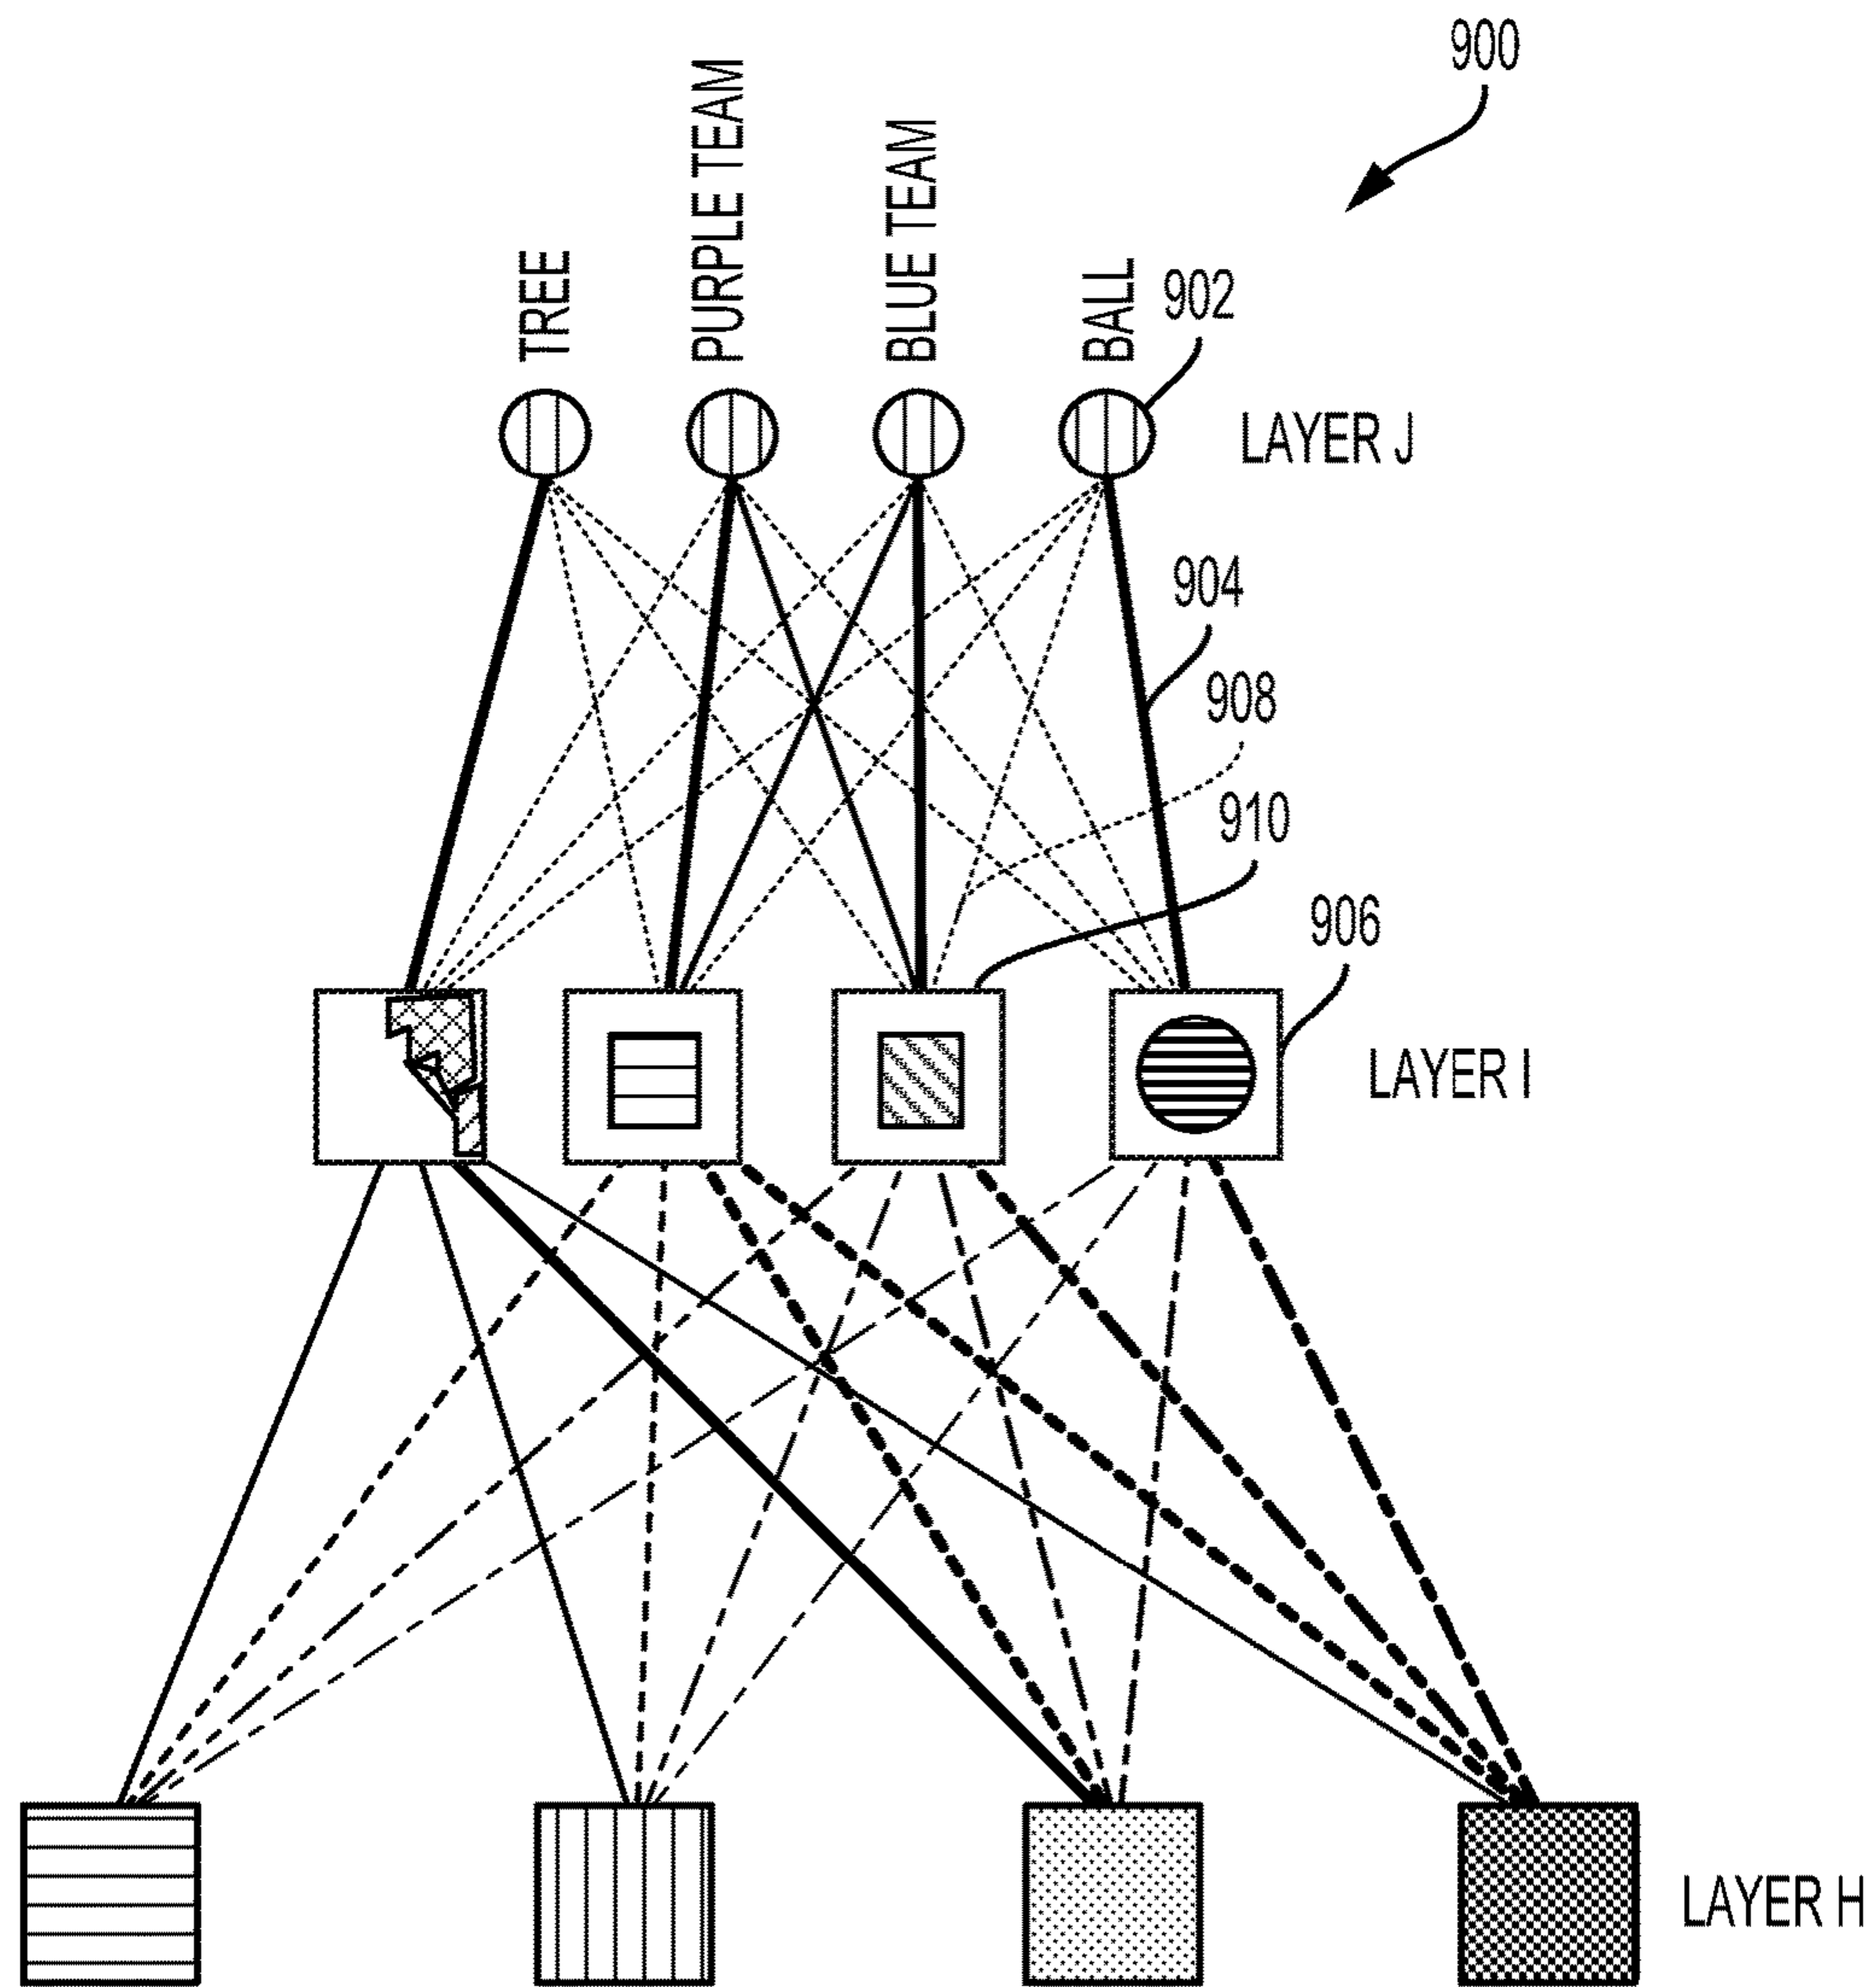 900
TREE
PURPLE TEAM
BLUE TEAM
BALL
902
LAYER J
904
908
910
906
LAYER I
LAYER H